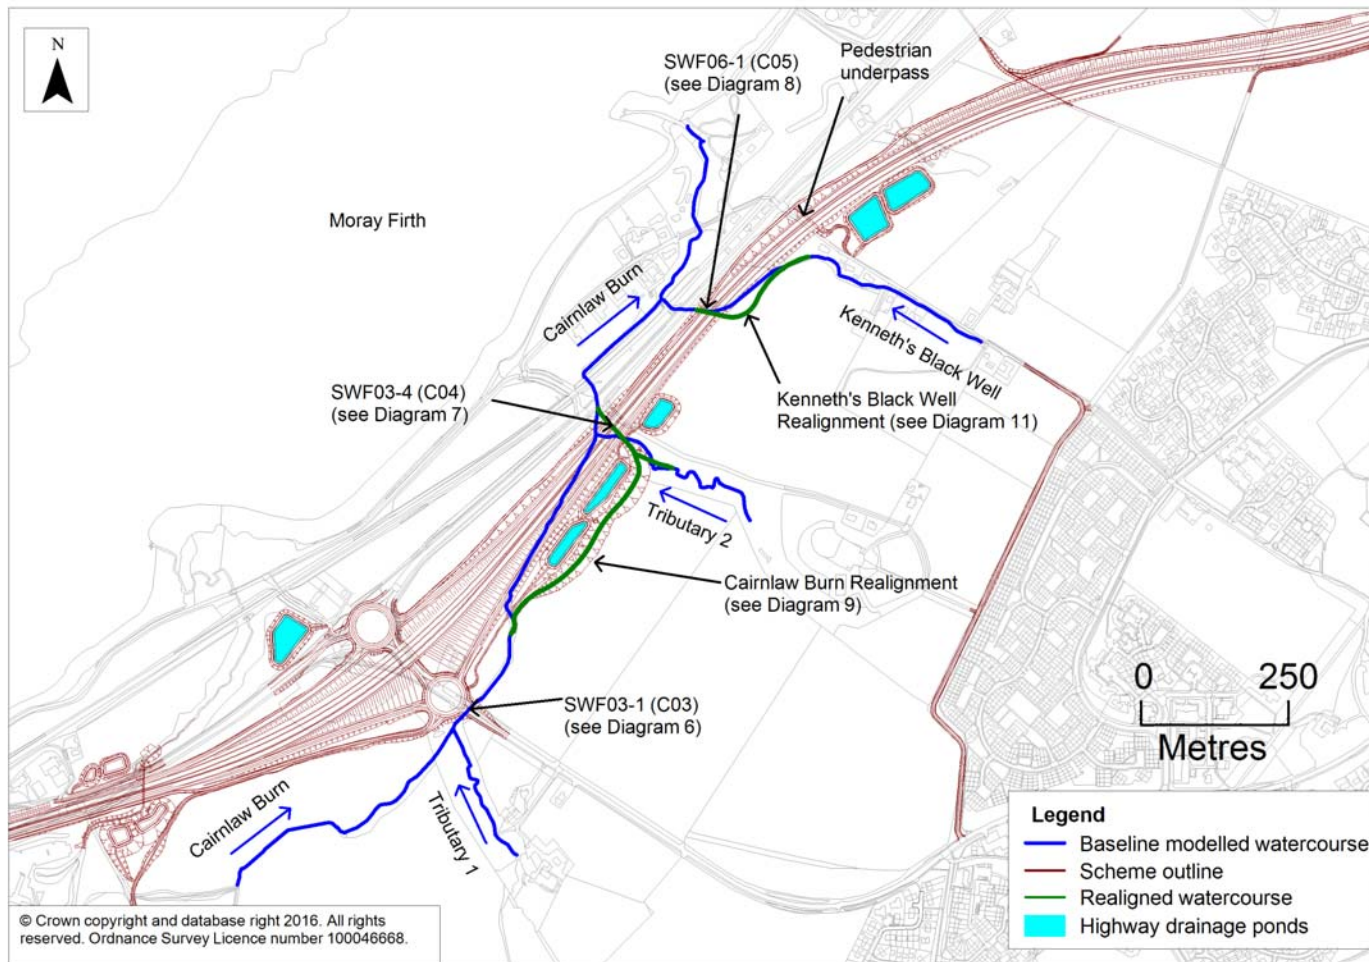 N
SWF06-1 (C05)
(see Diagram 8)
Pedestrian
underpass
Moray Firth
Cairnlaw Burn
Kenneth's Black Well
SWF03-4 (C04)
(see Diagram 7)
Kenneth's Black Well
Realignment (see Diagram 11)
Tributary 2
Cairnlaw Burn Realignment
(see Diagram 9)
SWF03-1 (C03)
(see Diagram 6)
0 250
Metres
Cairnlaw Burn
Tributary 1
Legend
Baseline modelled watercourse
Scheme outline
Realigned watercourse
Highway drainage ponds
© Crown copyright and database right 2016. All rights
reserved. Ordnance Survey Licence number 100046668.